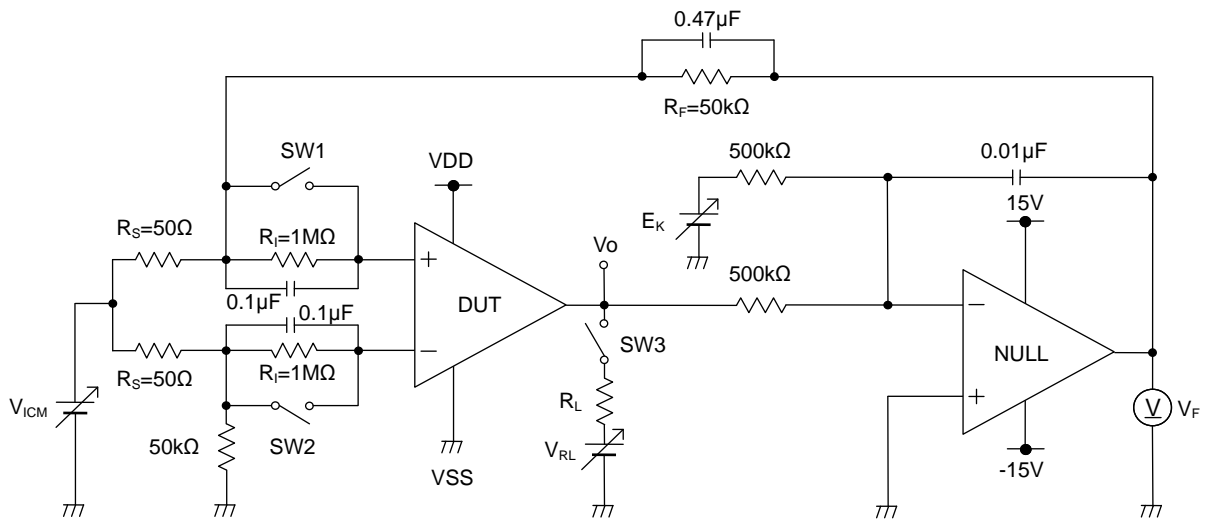 0.47µF
RF=50kΩ
SW1
VDD
500kΩ
0.01µF
15V
EK
RS=50Ω
RI=1MΩ
Vo
+
0.1µF
500kΩ
0.1µF
DUT
−
−
SW3
NULL
RS=50Ω
RI=1MΩ
VICM
RL
+
V
VF
50kΩ
SW2
VRL
VSS
-15V